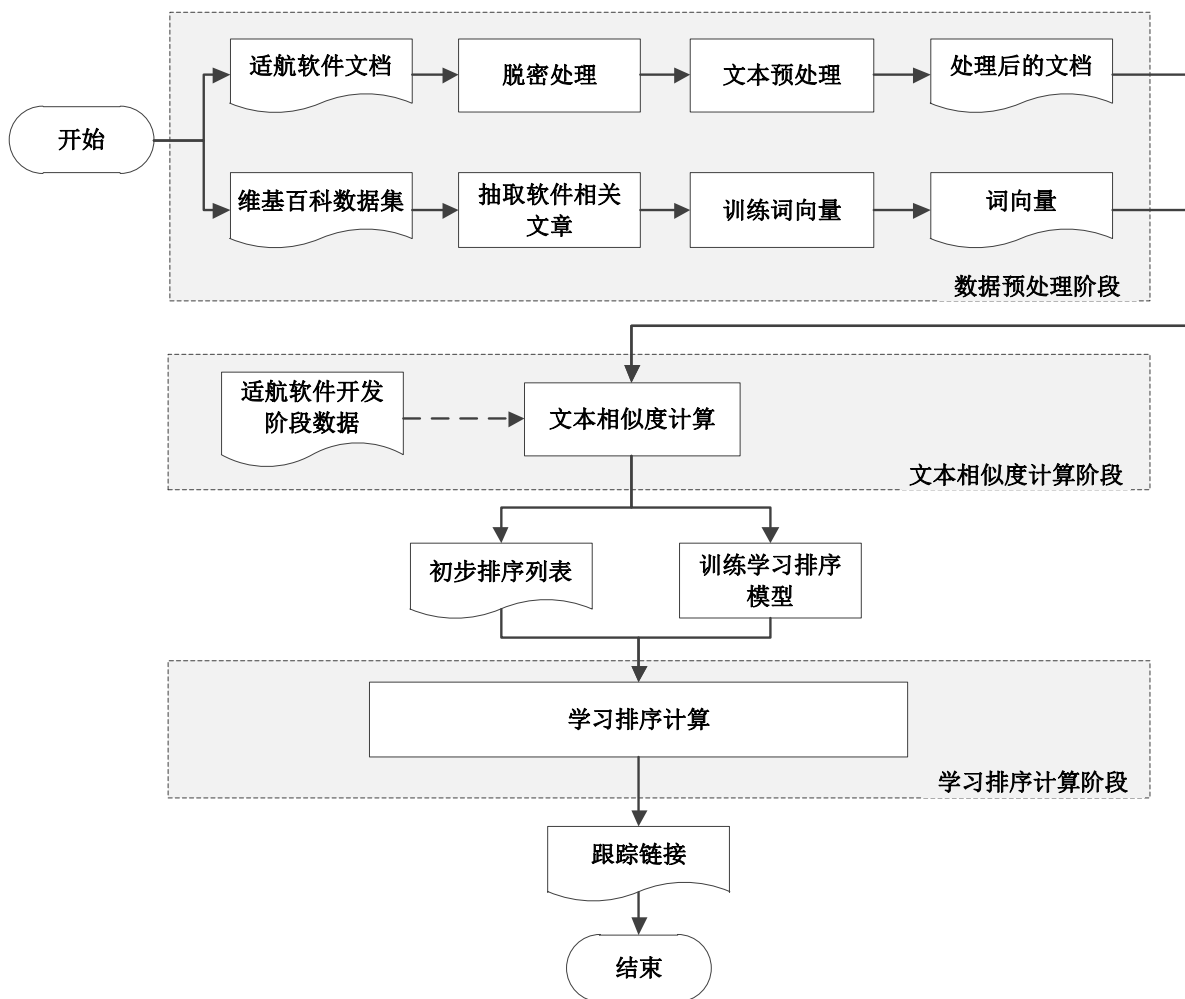 适航软件文档
脱密处理
文本预处理
处理后的文档
开始
维基百科数据集
抽取软件相关
文章
训练词向量
词向量
数据预处理阶段
适航软件开发
阶段数据
文本相似度计算
文本相似度计算阶段
初步排序列表
训练学习排序
模型
学习排序计算
学习排序计算阶段
跟踪链接
结束